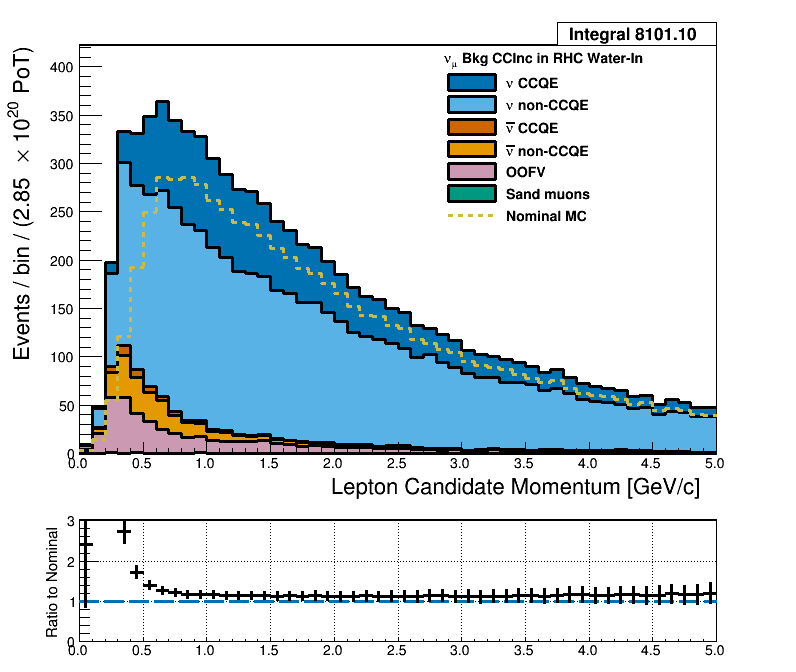 Integral 8101.10
ν_μ Bkg CCInc in RHC Water-In
ν CCQE
ν non-CCQE
ν̅ CCQE
ν̅ non-CCQE
OOFV
Sand muons
Nominal MC
Events / bin / (2.85 × 10^20 PoT)
400
350
300
250
200
150
100
50
0
0.0 0.5 1.0 1.5 2.0 2.5 3.0 3.5 4.0 4.5 5.0
Lepton Candidate Momentum [GeV/c]
Ratio to Nominal
3
2
1
0
0.0 0.5 1.0 1.5 2.0 2.5 3.0 3.5 4.0 4.5 5.0